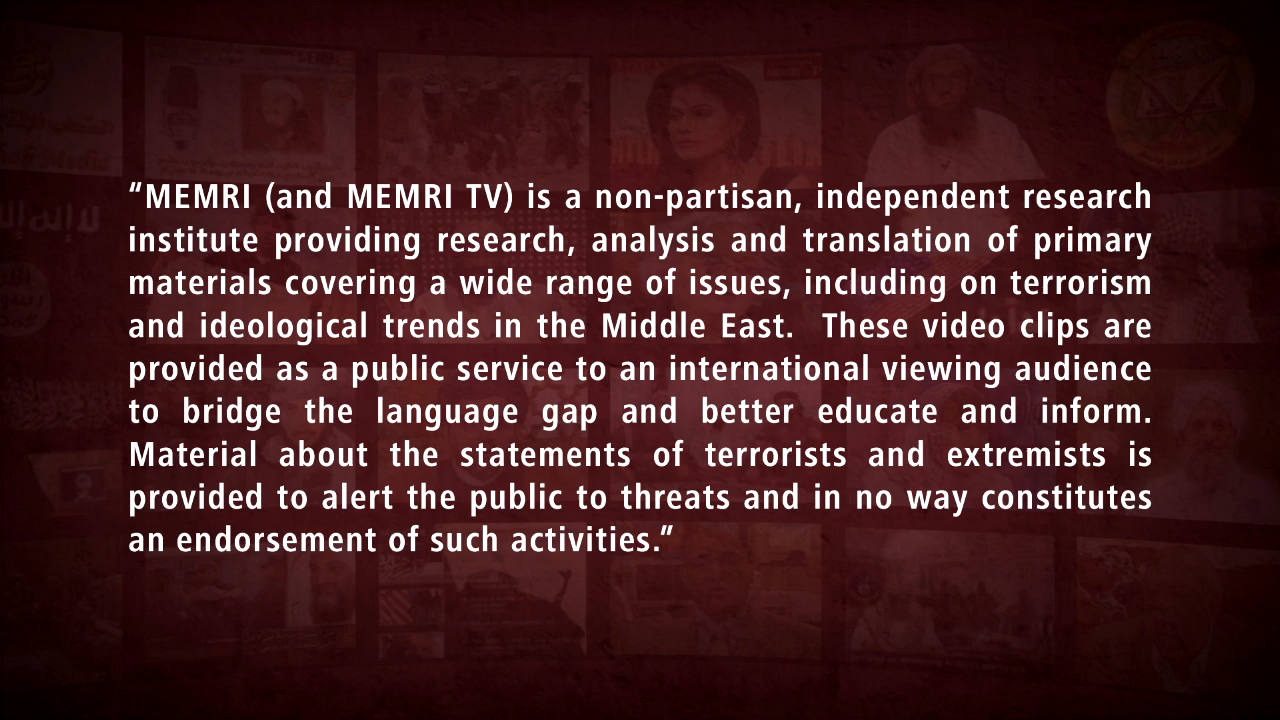 “MEMRI (and MEMRI TV) is a non-partisan, independent research
institute providing research, analysis and translation of primary
materials covering a wide range of issues, including on terrorism
and ideological trends in the Middle East.  These video clips are
provided as a public service to an international viewing audience
to bridge the language gap and better educate and inform.
Material about the statements of terrorists and extremists is
provided to alert the public to threats and in no way constitutes
an endorsement of such activities.”